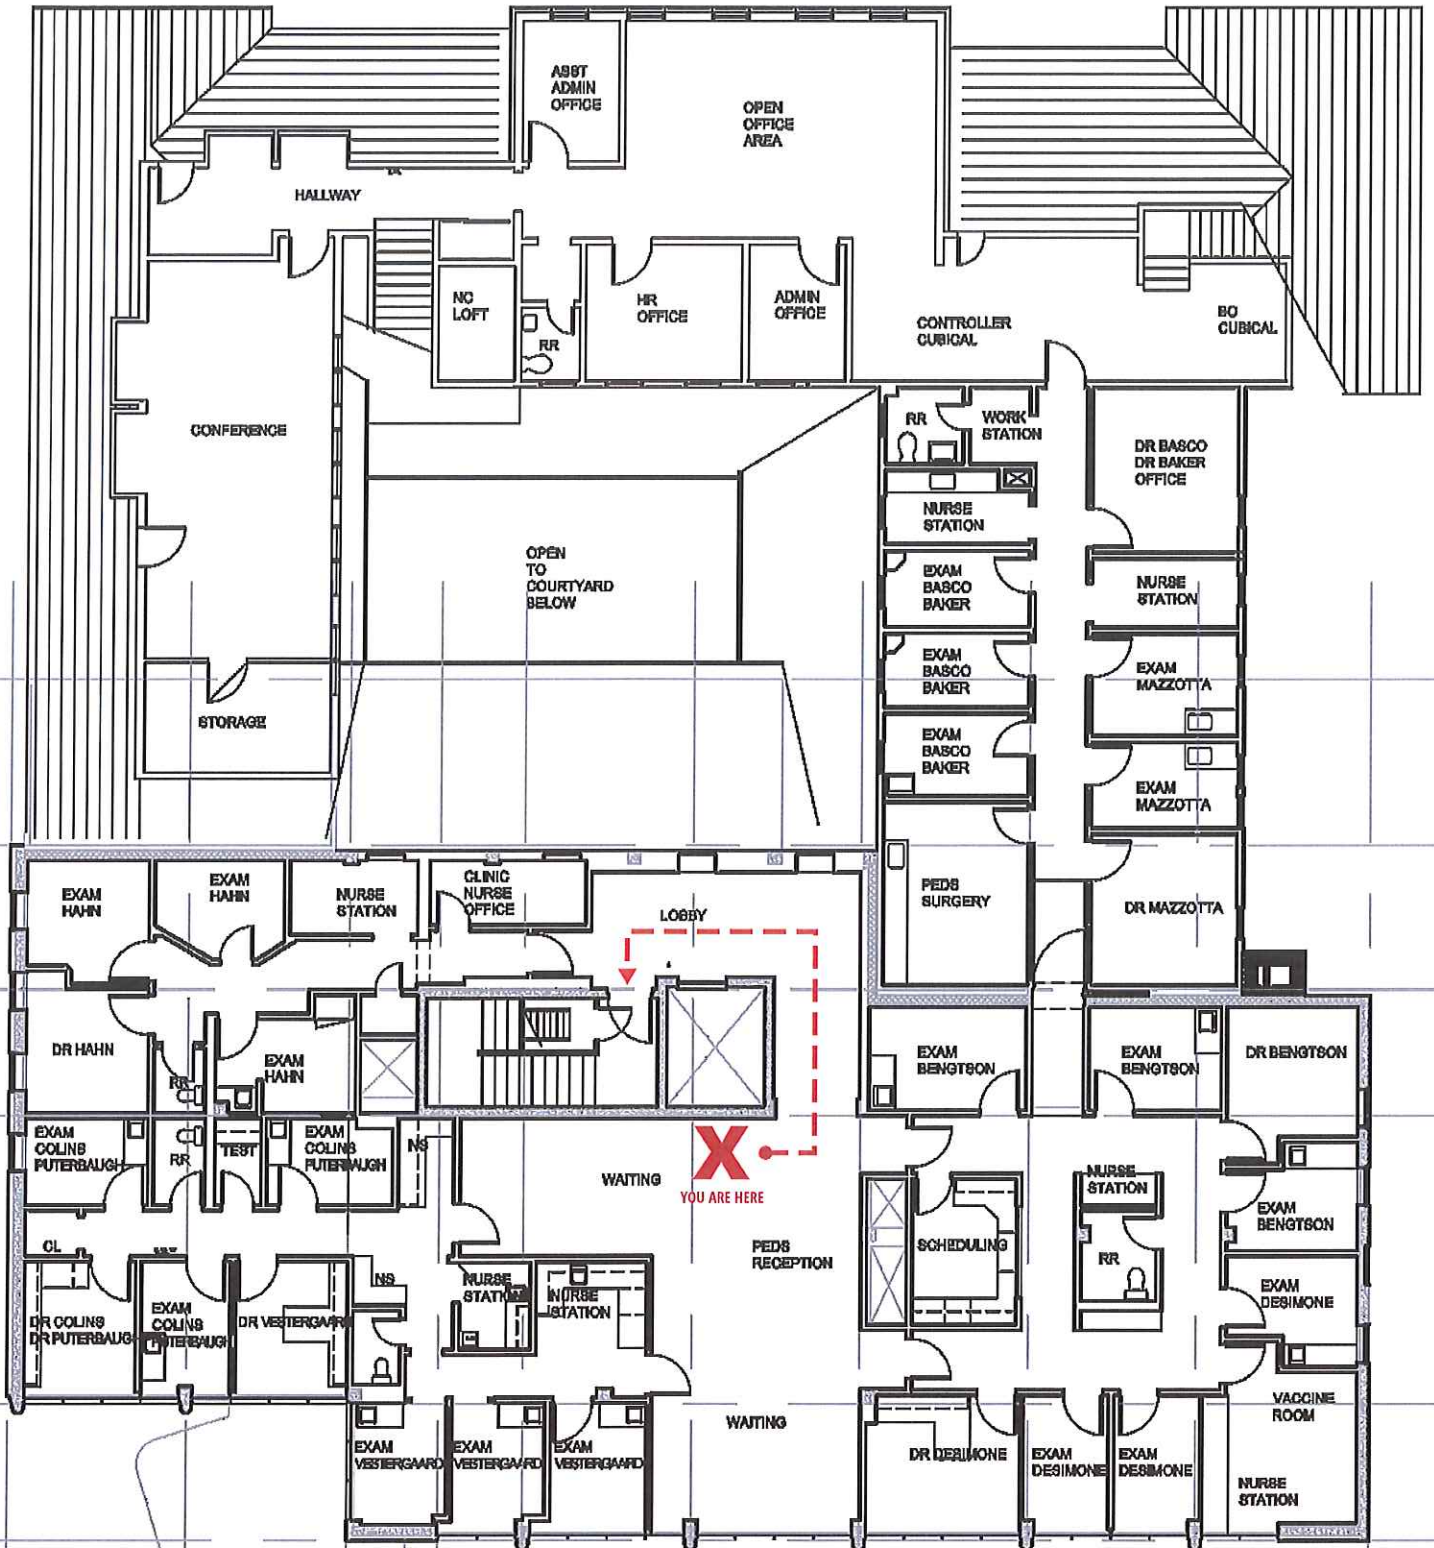 ASST
ADMIN
OFFICE
OPEN
OFFICE
AREA
HALLWAY
NC
LOFT
RR
HR
OFFICE
ADMIN
OFFICE
CONTROLLER
CUBICAL
BO
CUBICAL
CONFERENCE
RR
WORK
STATION
DR BASCO
DR BAKER
OFFICE
NURSE
STATION
OPEN
TO
COURTYARD
BELOW
EXAM
BASCO
BAKER
NURSE
STATION
EXAM
BASCO
BAKER
EXAM
MAZZOTTA
STORAGE
EXAM
BASCO
BAKER
EXAM
MAZZOTTA
EXAM
HAHN
EXAM
HAHN
NURSE
STATION
CLINIC
NURSE
OFFICE
LOBBY
PEDS
SURGERY
DR MAZZOTTA
DR HAHN
RR
EXAM
HAHN
EXAM
BENGTSON
EXAM
BENGTSON
DR BENGTSON
EXAM
COLINS
PUTERBAUGH
RR
TEST
EXAM
COLINS
PUTERBAUGH
NS
WAITING
X
YOU ARE HERE
NURSE
STATION
EXAM
BENGTSON
CL
PEDS
RECEPTION
SCHEDULING
RR
NS
NURSE
STATION
NURSE
STATION
EXAM
DESIMONE
DR COLINS
DR PUTERBAUGH
EXAM
COLINS
PUTERBAUGH
DR VESTERGAARD
WAITING
VACCINE
ROOM
EXAM
VESTERGAARD
EXAM
VESTERGAARD
EXAM
VESTERGAARD
DR DESIMONE
EXAM
DESIMONE
EXAM
DESIMONE
NURSE
STATION